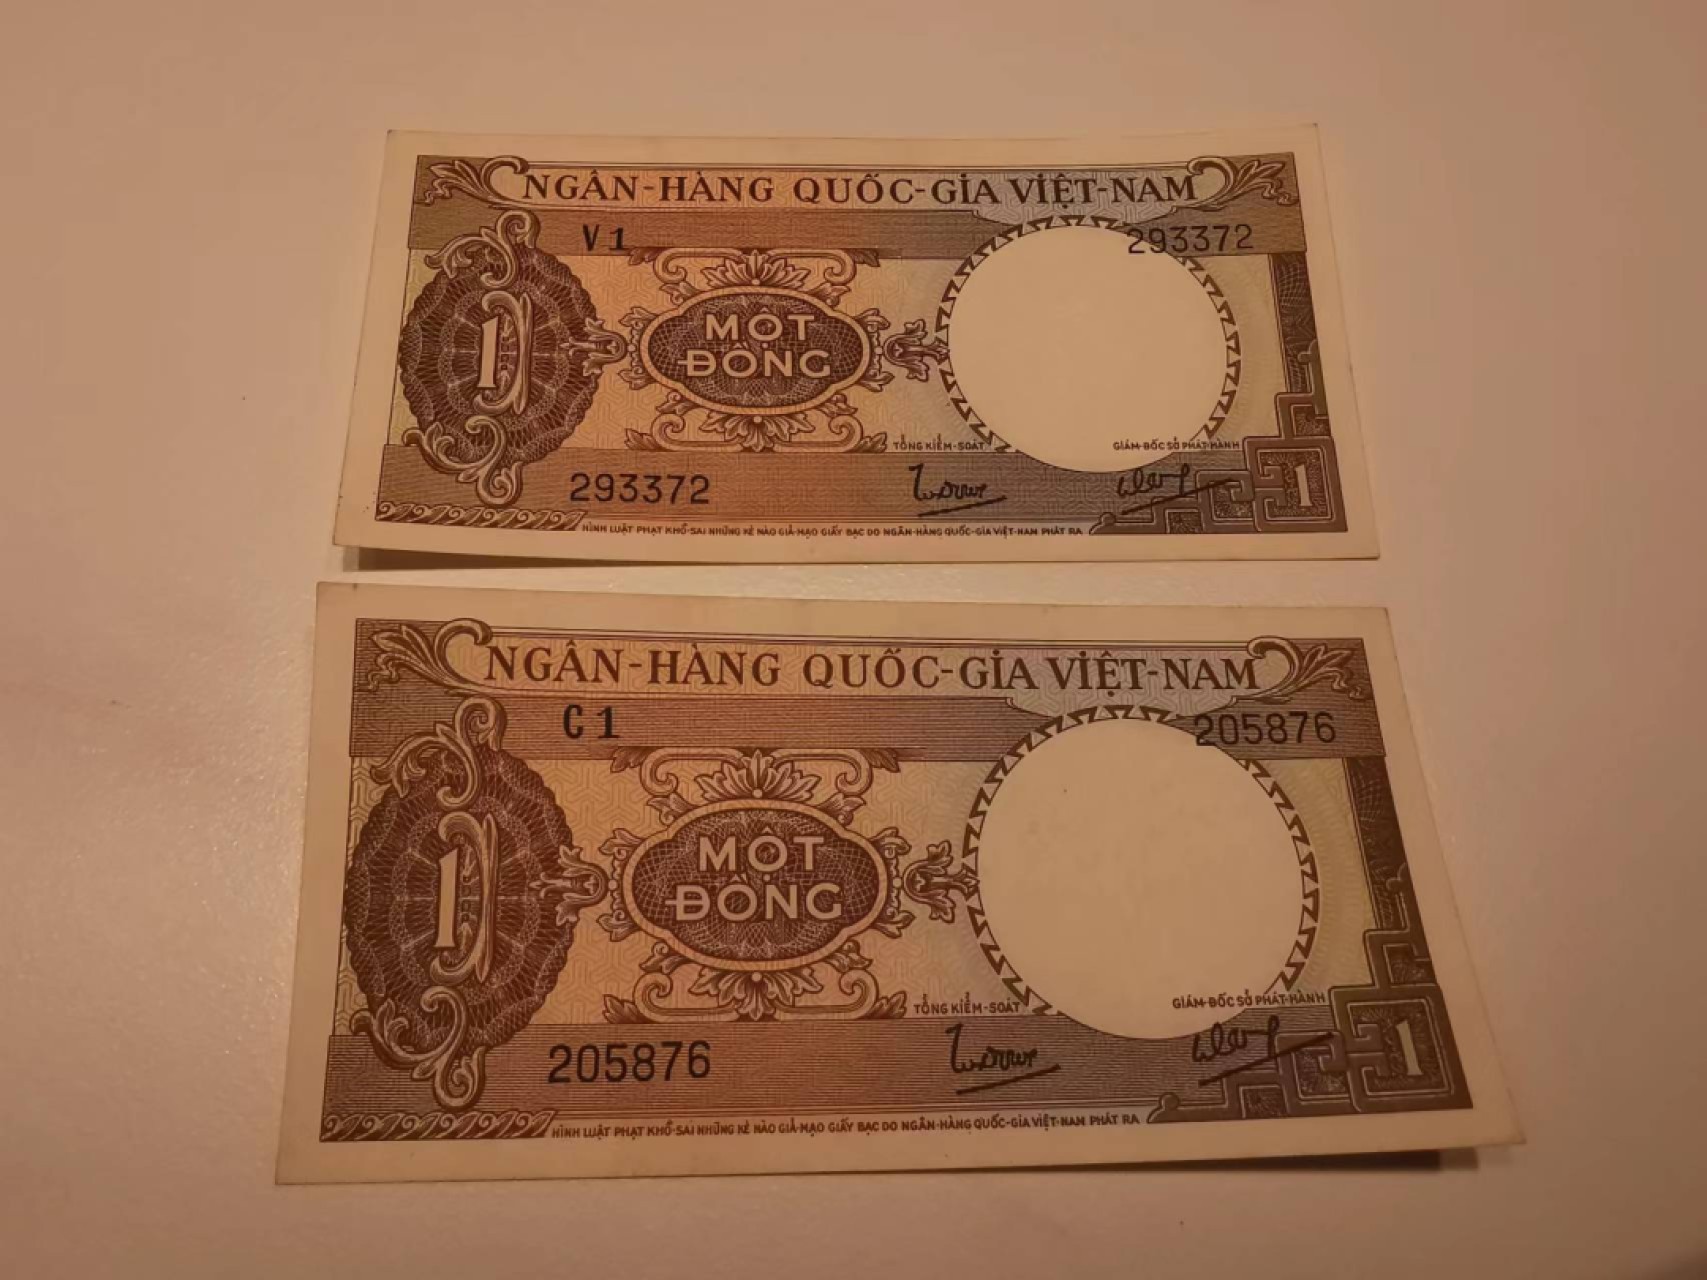 NGÂN-HÀNG QUỐC-GIA VIỆT-NAM
V1 293372
1
MỘT
ĐỒNG
TỔNG KIỂM-SOÁT GIÁM-ĐỐC SỞ PHÁT-HÀNH
293372
1
HÌNH LUẬT PHẠT KHỔ-SAI NHỮNG KẺ NÀO GIẢ-MẠO GIẤY BẠC DO NGÂN-HÀNG QUỐC-GIA VIỆT-NAM PHÁT RA
NGÂN-HÀNG QUỐC-GIA VIỆT-NAM
C1 205876
1
MỘT
ĐỒNG
TỔNG KIỂM-SOÁT GIÁM-ĐỐC SỞ PHÁT-HÀNH
205876
1
HÌNH LUẬT PHẠT KHỔ-SAI NHỮNG KẺ NÀO GIẢ-MẠO GIẤY BẠC DO NGÂN-HÀNG QUỐC-GIA VIỆT-NAM PHÁT RA